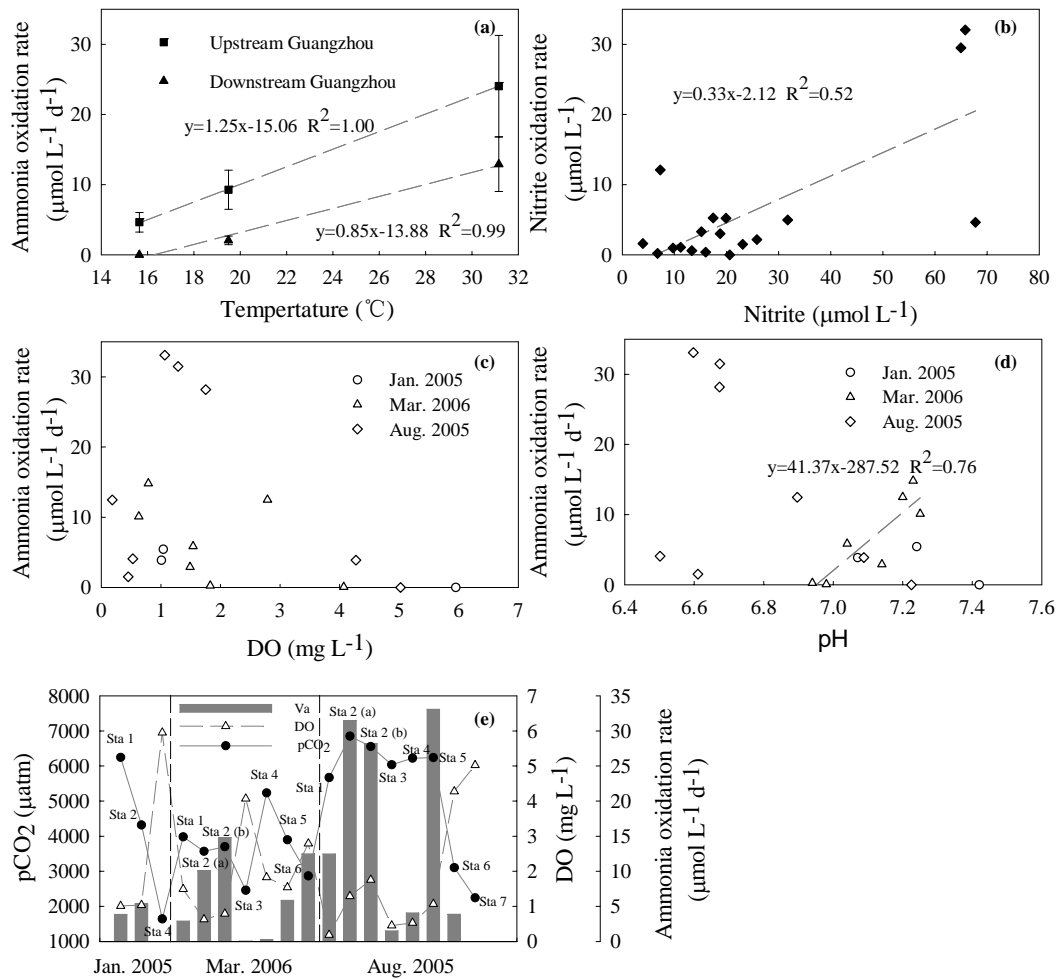 (a)
Upstream Guangzhou
Downstream Guangzhou
y=1.25x-15.06 R2=1.00
y=0.85x-13.88 R2=0.99
Ammonia oxidation rate
(μmol L-1 d-1)
0
10
20
30
14 16 18 20 22 24 26 28 30 32
Tempertature (℃)
(b)
y=0.33x-2.12 R2=0.52
Nitrite oxidation rate
(μmol L-1 d-1)
0
10
20
30
0 10 20 30 40 50 60 70 80
Nitrite (μmol L-1)
(c)
Jan. 2005
Mar. 2006
Aug. 2005
Ammonia oxidation rate
(μmol L-1 d-1)
0
10
20
30
0 1 2 3 4 5 6 7
DO (mg L-1)
(d)
Jan. 2005
Mar. 2006
Aug. 2005
y=41.37x-287.52 R2=0.76
Ammonia oxidation rate
(μmol L-1 d-1)
0
10
20
30
6.4 6.6 6.8 7.0 7.2 7.4 7.6
pH
(e)
Va
DO
pCO2
pCO2 (μatm)
8000
7000
6000
5000
4000
3000
2000
1000
Sta 1
Sta 2
Sta 4
Sta 1
Sta 2 (a)
Sta 2 (b)
Sta 3
Sta 4
Sta 5
Sta 6
Sta 1
Sta 2 (a)
Sta 2 (b)
Sta 3
Sta 4
Sta 5
Sta 6
Sta 7
7
6
5
4
3
2
1
0
DO (mg L-1)
35
30
25
20
15
10
5
0
Ammonia oxidation rate
(μmol L-1 d-1)
Jan. 2005 Mar. 2006 Aug. 2005